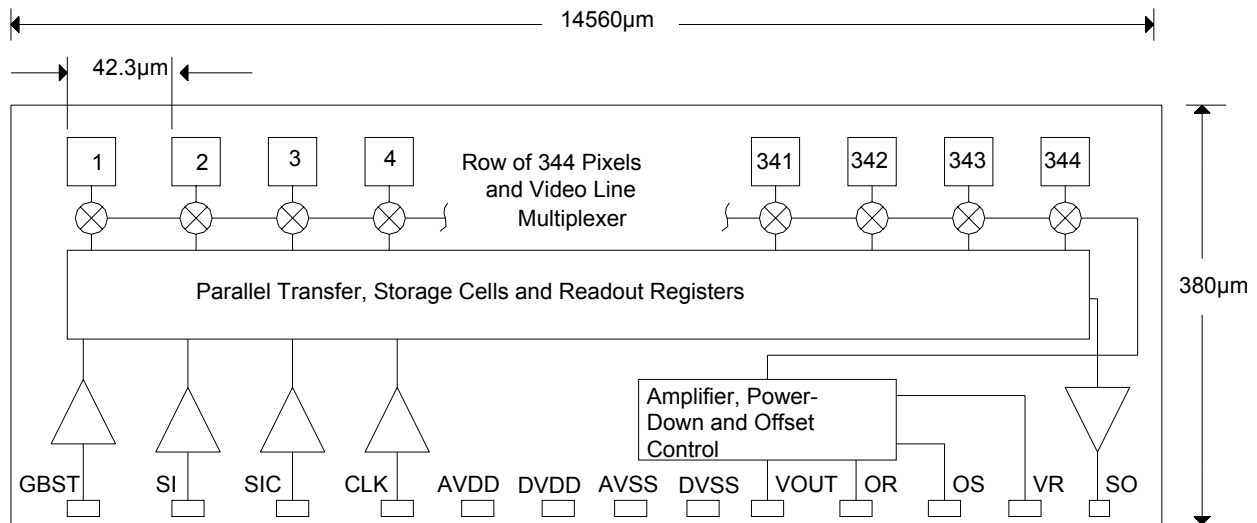 14560µm
42.3µm
1 2 3 4 341 342 343 344
Row of 344 Pixels
and Video Line
Multiplexer
Parallel Transfer, Storage Cells and Readout Registers
380µm
Amplifier, Power-
Down and Offset
Control
GBST SI SIC CLK AVDD DVDD AVSS DVSS VOUT OR OS VR SO